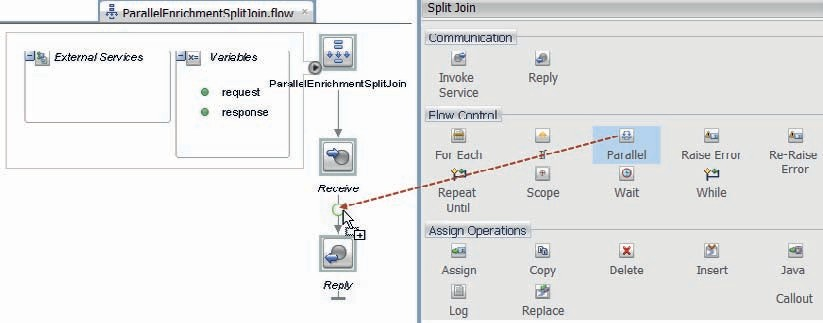 ParallelEnrichmentSplitJoin.flow
External Services
Variables
request
response
ParallelEnrichmentSplitJoin
Receive
Reply
Split Join
Communication
Invoke Service
Reply
Flow Control
For Each
If
Parallel
Raise Error
Re-Raise Error
Repeat Until
Scope
Wait
While
Assign Operations
Assign
Copy
Delete
Insert
Java Callout
Log
Replace